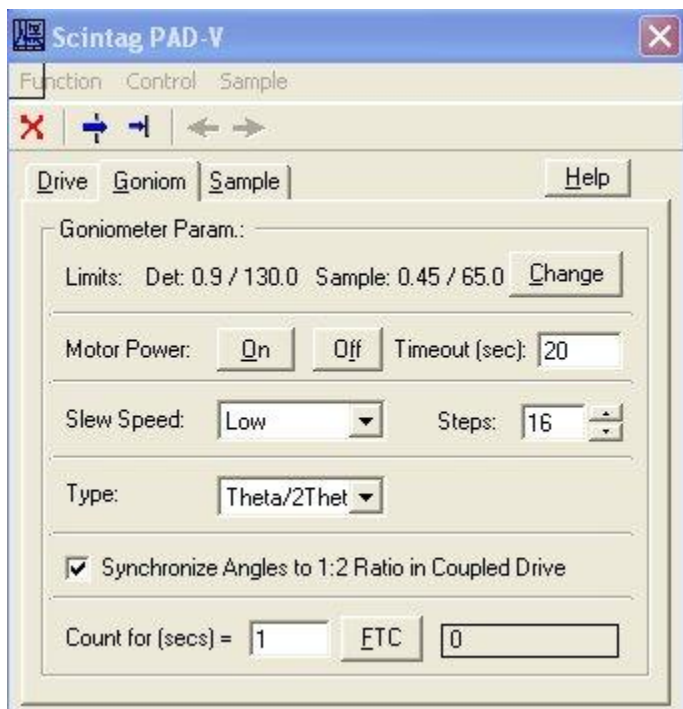 Scintag PAD-V
Function Control Sample
Drive Goniom Sample Help
Goniometer Param.:
Limits: Det: 0.9 / 130.0 Sample: 0.45 / 65.0 Change
Motor Power: On Off Timeout (sec): 20
Slew Speed: Low Steps: 16
Type: Theta/2Thet
Synchronize Angles to 1:2 Ratio in Coupled Drive
Count for (secs) = 1 FTC 0